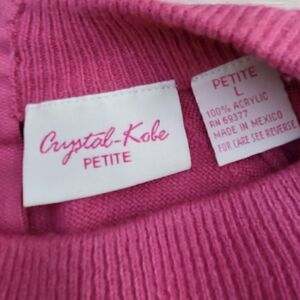 Crystal-Kobe
PETITE
PETITE
L
100% ACRYLIC
RN 69377
MADE IN MEXICO
FOR CARE SEE REVERSE